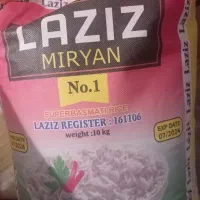 LAZIZ
MIRYAN
No.1
SUPER BASMATI RICE
LAZIZ REGISTER : 161106
weight : 10 kg
EXP DATE
07/2024